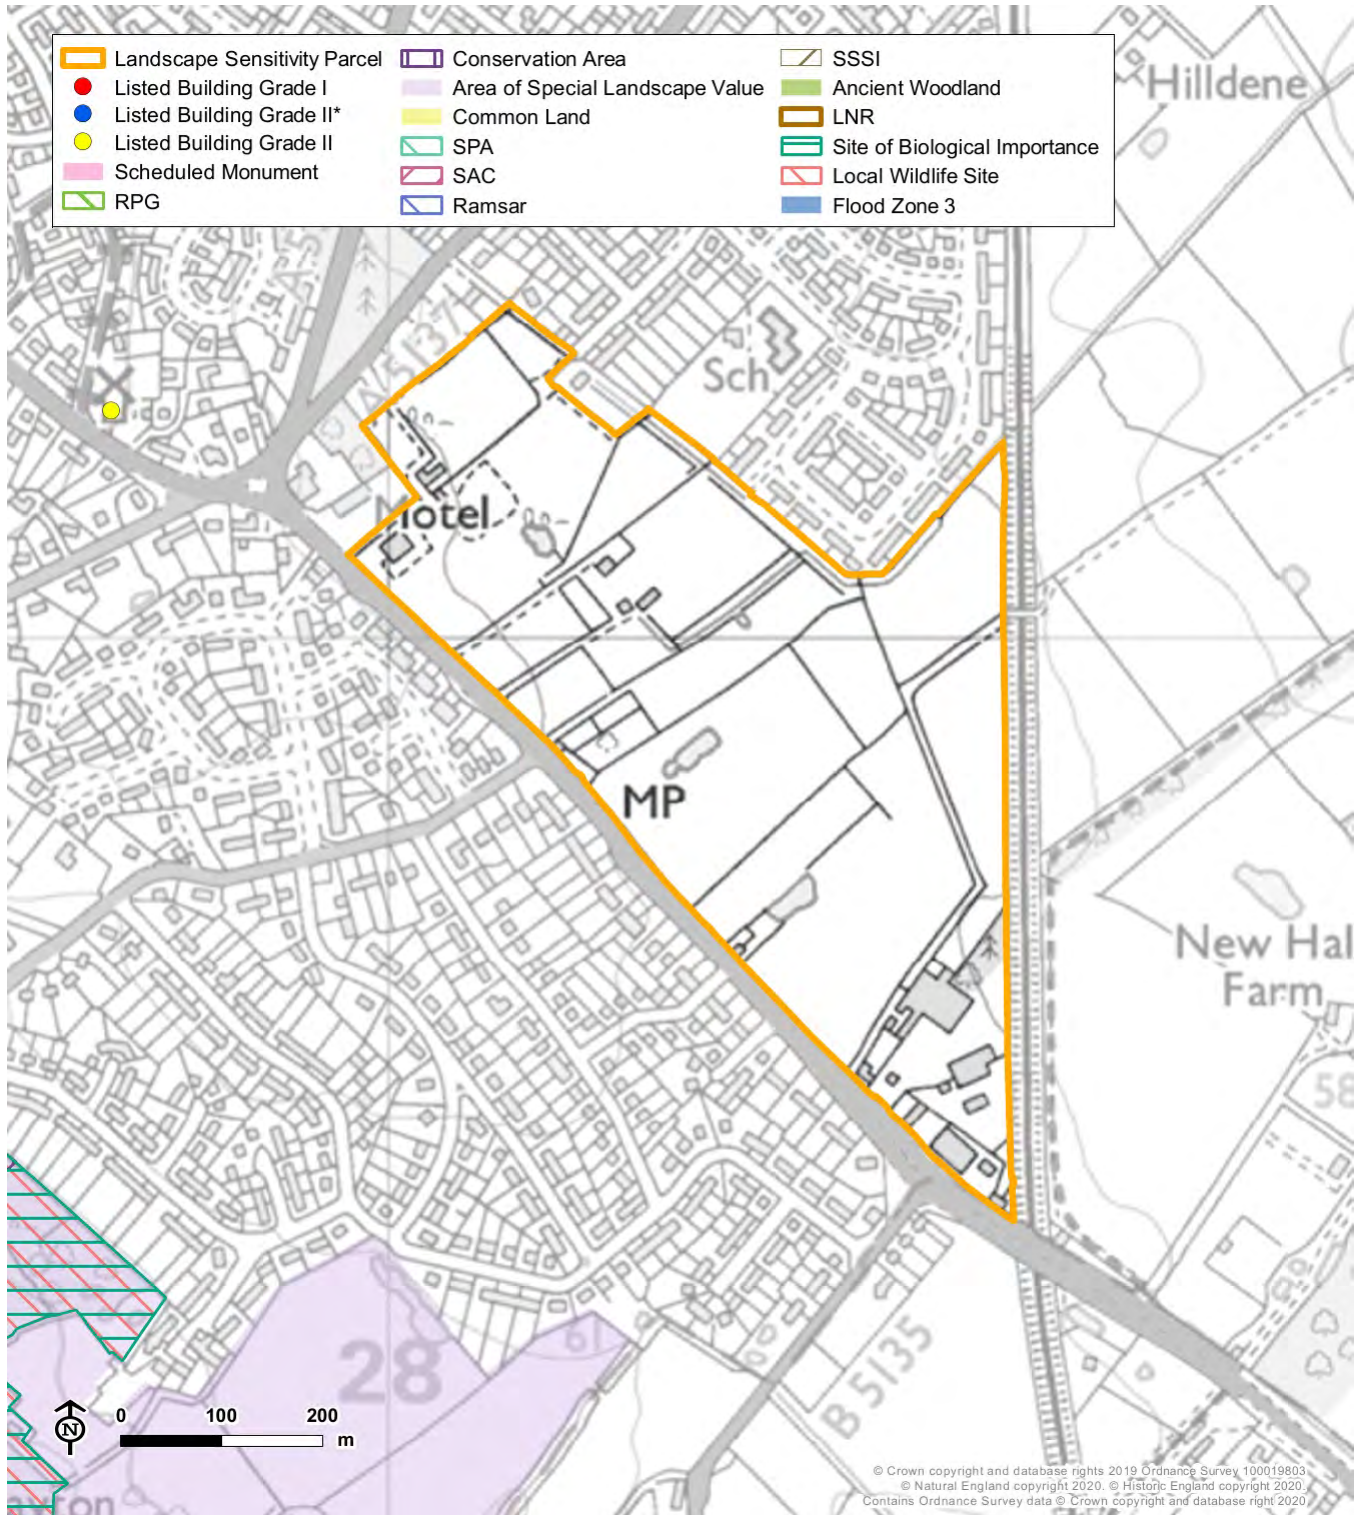 Landscape Sensitivity Parcel
Listed Building Grade I
Listed Building Grade II*
Listed Building Grade II
Scheduled Monument
RPG
Conservation Area
Area of Special Landscape Value
Common Land
SPA
SAC
Ramsar
SSSI
Ancient Woodland
LNR
Site of Biological Importance
Local Wildlife Site
Flood Zone 3
Hilldene
Sch
Motel
MP
New Hal
Farm
58
28
61
B 5135
N
0 100 200
m
© Crown copyright and database rights 2019 Ordnance Survey 100019803
© Natural England copyright 2020. © Historic England copyright 2020.
Contains Ordnance Survey data © Crown copyright and database right 2020